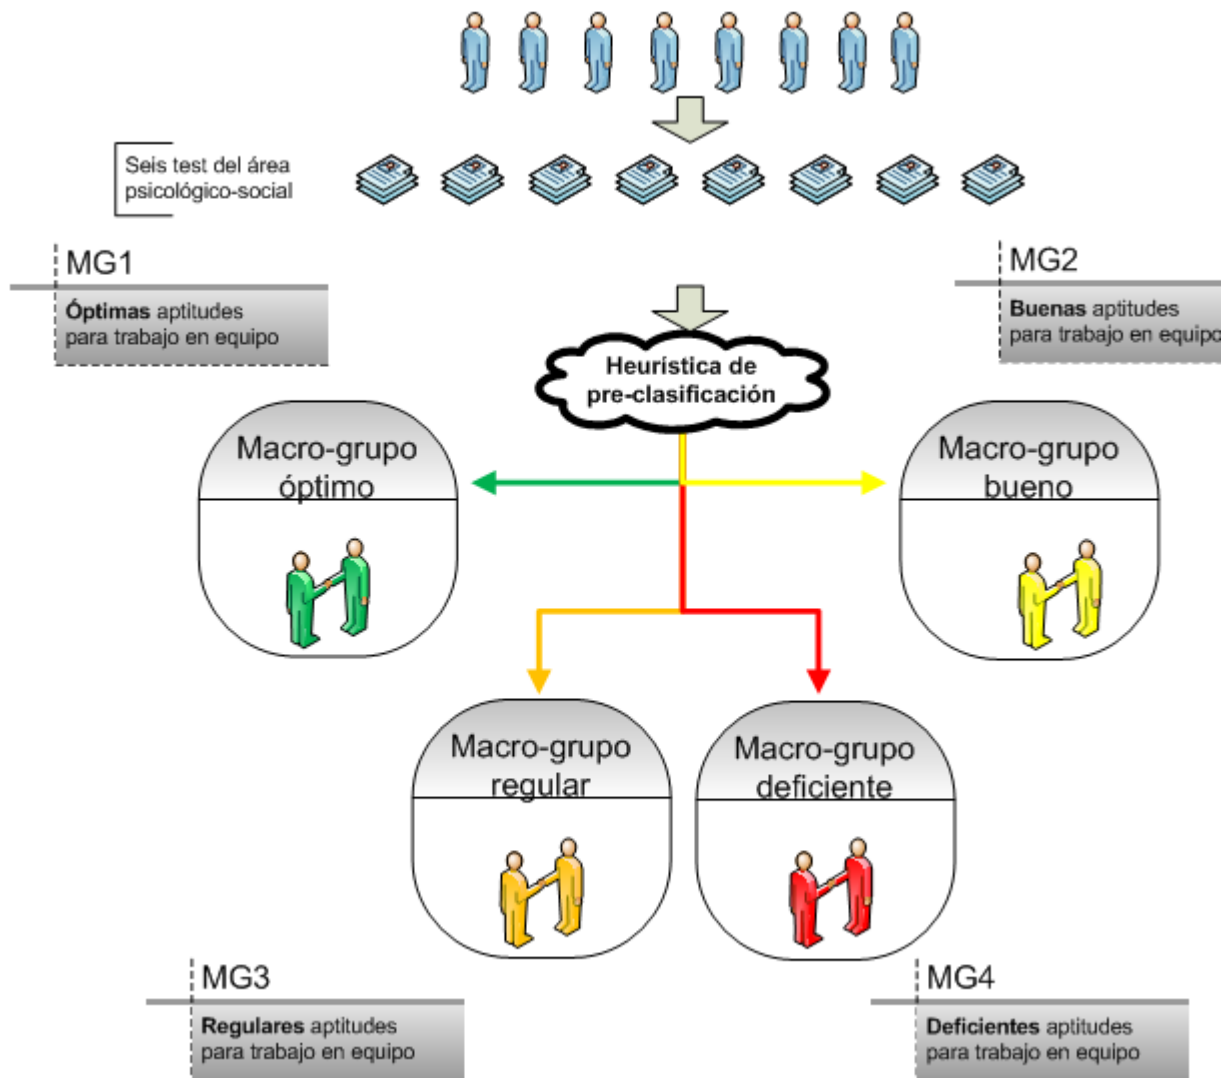 Seis test del área
psicológico-social
MG1
Óptimas aptitudes
para trabajo en equipo
MG2
Buenas aptitudes
para trabajo en equipo
Heurística de
pre-clasificación
Macro-grupo
óptimo
Macro-grupo
bueno
Macro-grupo
regular
Macro-grupo
deficiente
MG3
Regulares aptitudes
para trabajo en equipo
MG4
Deficientes aptitudes
para trabajo en equipo